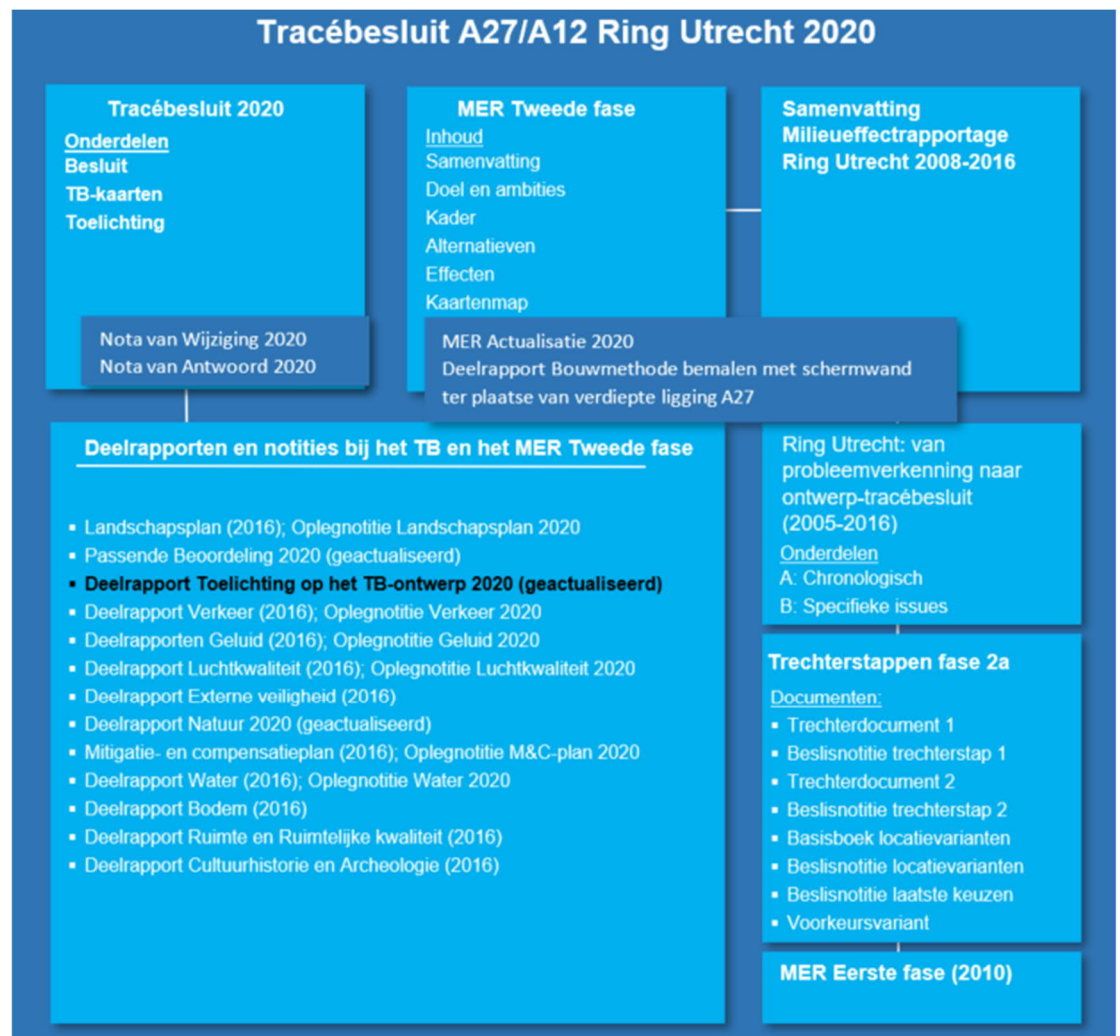 Tracébesluit A27/A12 Ring Utrecht 2020
Tracébesluit 2020
Onderdelen
Besluit
TB-kaarten
Toelichting
Nota van Wijziging 2020
Nota van Antwoord 2020
MER Tweede fase
Inhoud
Samenvatting
Doel en ambities
Kader
Alternatieven
Effecten
Kaartenmap
MER Actualisatie 2020
Deelrapport Bouwmethode bemalen met schermwand
ter plaatse van verdiepte ligging A27
Samenvatting
Milieueffectrapportage
Ring Utrecht 2008-2016
Deelrapporten en notities bij het TB en het MER Tweede fase
▪ Landschapsplan (2016); Oplegnotitie Landschapsplan 2020
▪ Passende Beoordeling 2020 (geactualiseerd)
▪ Deelrapport Toelichting op het TB-ontwerp 2020 (geactualiseerd)
▪ Deelrapport Verkeer (2016); Oplegnotitie Verkeer 2020
▪ Deelrapporten Geluid (2016); Oplegnotitie Geluid 2020
▪ Deelrapport Luchtkwaliteit (2016); Oplegnotitie Luchtkwaliteit 2020
▪ Deelrapport Externe veiligheid (2016)
▪ Deelrapport Natuur 2020 (geactualiseerd)
▪ Mitigatie- en compensatieplan (2016); Oplegnotitie M&C-plan 2020
▪ Deelrapport Water (2016); Oplegnotitie Water 2020
▪ Deelrapport Bodem (2016)
▪ Deelrapport Ruimte en Ruimtelijke kwaliteit (2016)
▪ Deelrapport Cultuurhistorie en Archeologie (2016)
Ring Utrecht: van
probleemverkenning naar
ontwerp-tracébesluit
(2005-2016)
Onderdelen
A: Chronologisch
B: Specifieke issues
Trechterstappen fase 2a
Documenten:
▪ Trechterdocument 1
▪ Beslisnotitie trechterstap 1
▪ Trechterdocument 2
▪ Beslisnotitie trechterstap 2
▪ Basisboek locatievarianten
▪ Beslisnotitie locatievarianten
▪ Beslisnotitie laatste keuzen
▪ Voorkeursvariant
MER Eerste fase (2010)